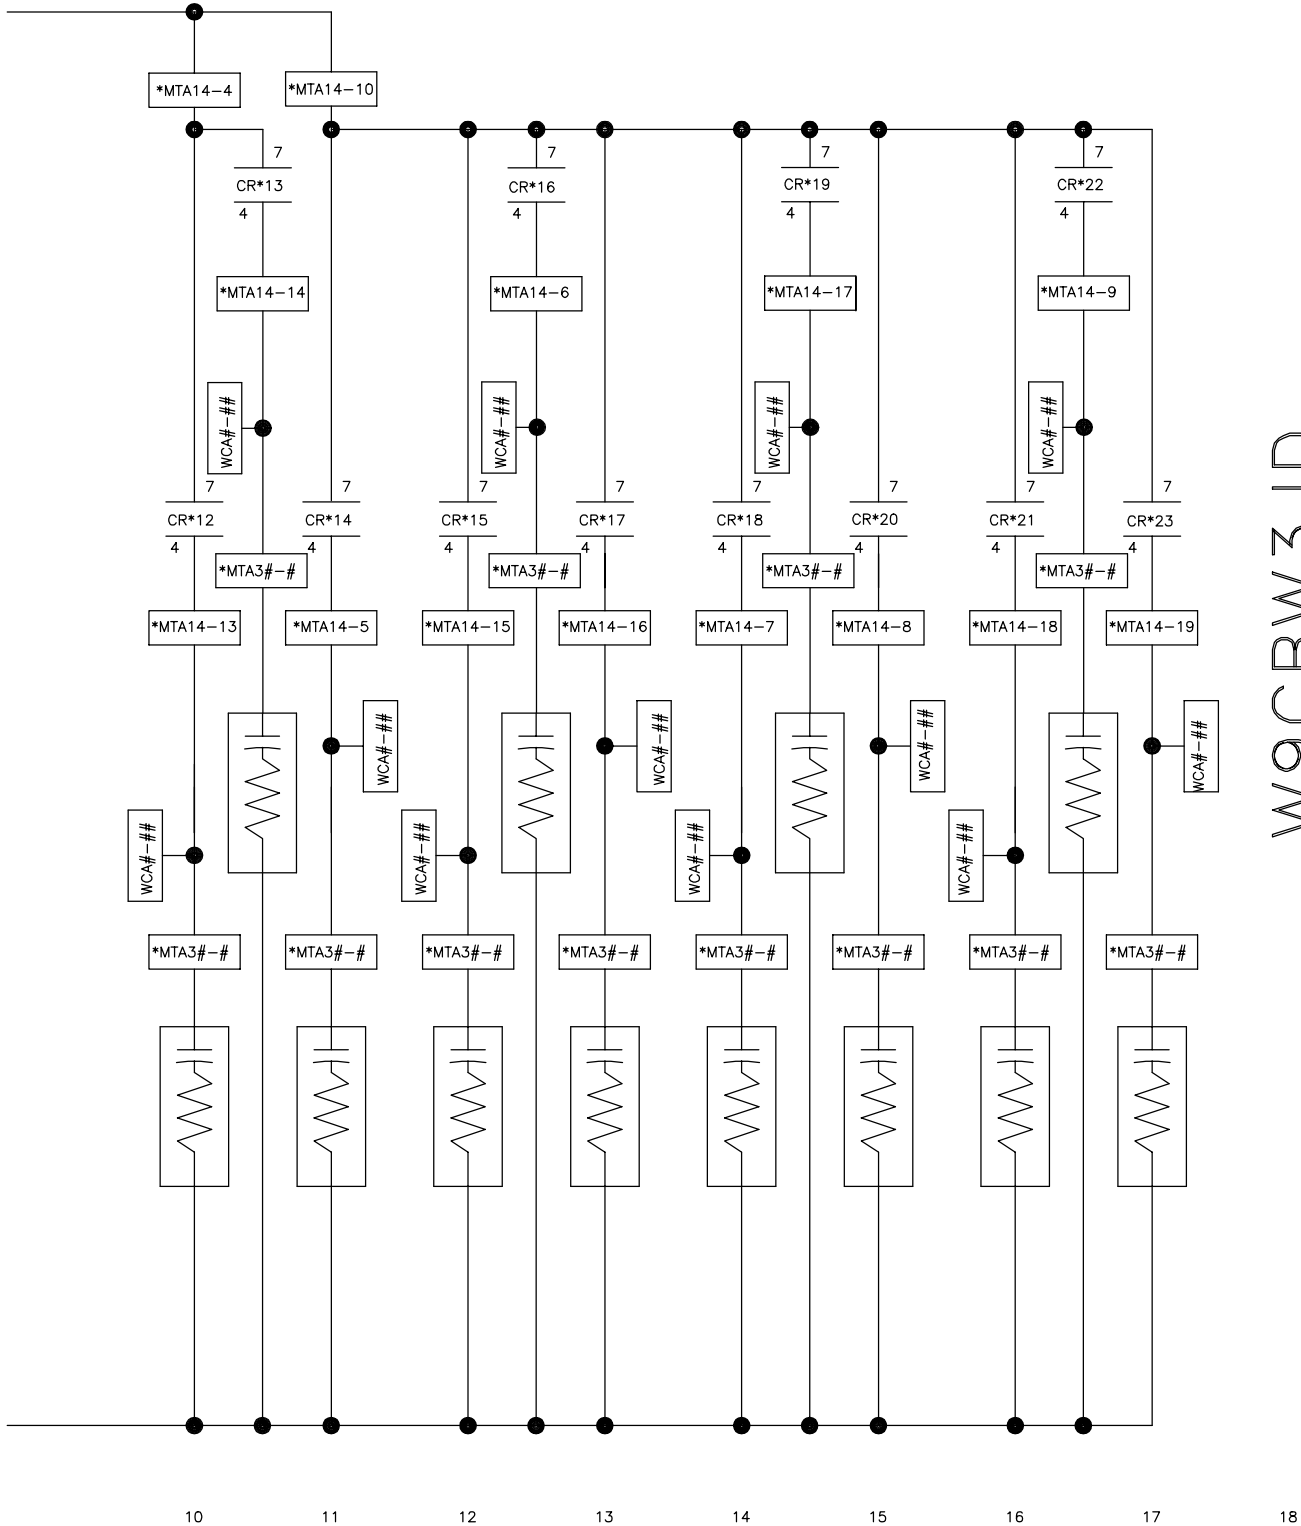 *MTA14-4
*MTA14-10
7
7
7
7
CR*13
CR*16
CR*19
CR*22
4
4
4
4
*MTA14-14
*MTA14-6
*MTA14-17
*MTA14-9
WCA#-##
WCA#-##
WCA#-##
WCA#-##
7
7
7
7
7
7
7
7
CR*12
CR*14
CR*15
CR*17
CR*18
CR*20
CR*21
CR*23
4
4
4
4
4
4
4
4
*MTA3#-#
*MTA3#-#
*MTA3#-#
*MTA3#-#
*MTA14-13
*MTA14-5
*MTA14-15
*MTA14-16
*MTA14-7
*MTA14-8
*MTA14-18
*MTA14-19
WCA#-##
WCA#-##
WCA#-##
WCA#-##
WCA#-##
WCA#-##
WCA#-##
WCA#-##
*MTA3#-#
*MTA3#-#
*MTA3#-#
*MTA3#-#
*MTA3#-#
*MTA3#-#
*MTA3#-#
*MTA3#-#
10
11
12
13
14
15
16
17
18